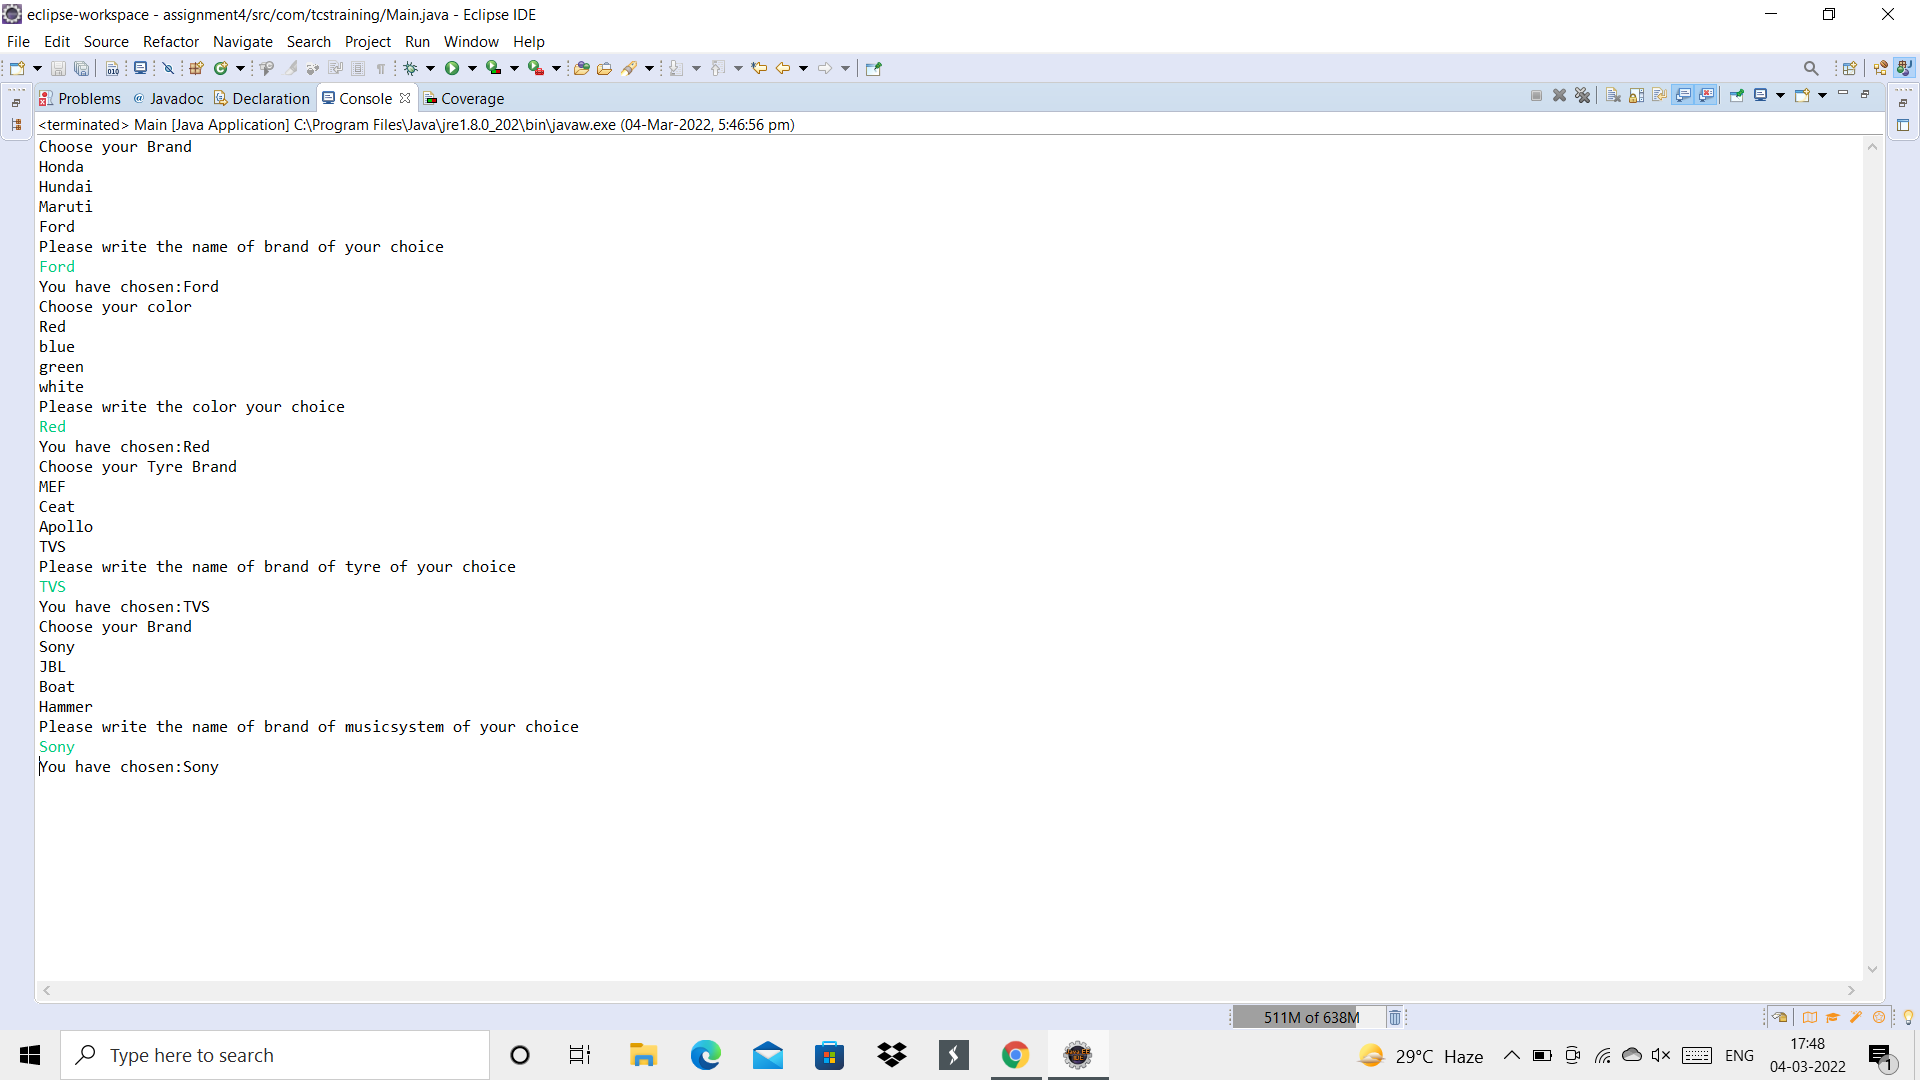 eclipse-workspace - assignment4/src/com/tcstraining/Main.java - Eclipse IDE
File Edit Source Refactor Navigate Search Project Run Window Help
Problems @ Javadoc Declaration Console Coverage
<terminated> Main [Java Application] C:\Program Files\Java\jre1.8.0_202\bin\javaw.exe (04-Mar-2022, 5:46:56 pm)
Choose your Brand
Honda
Hundai
Maruti
Ford
Please write the name of brand of your choice
Ford
You have chosen:Ford
Choose your color
Red
blue
green
white
Please write the color your choice
Red
You have chosen:Red
Choose your Tyre Brand
MEF
Ceat
Apollo
TVS
Please write the name of brand of tyre of your choice
TVS
You have chosen:TVS
Choose your Brand
Sony
JBL
Boat
Hammer
Please write the name of brand of musicsystem of your choice
Sony
You have chosen:Sony
511M of 638M
Type here to search
29°C Haze
ENG
17:48
04-03-2022
1